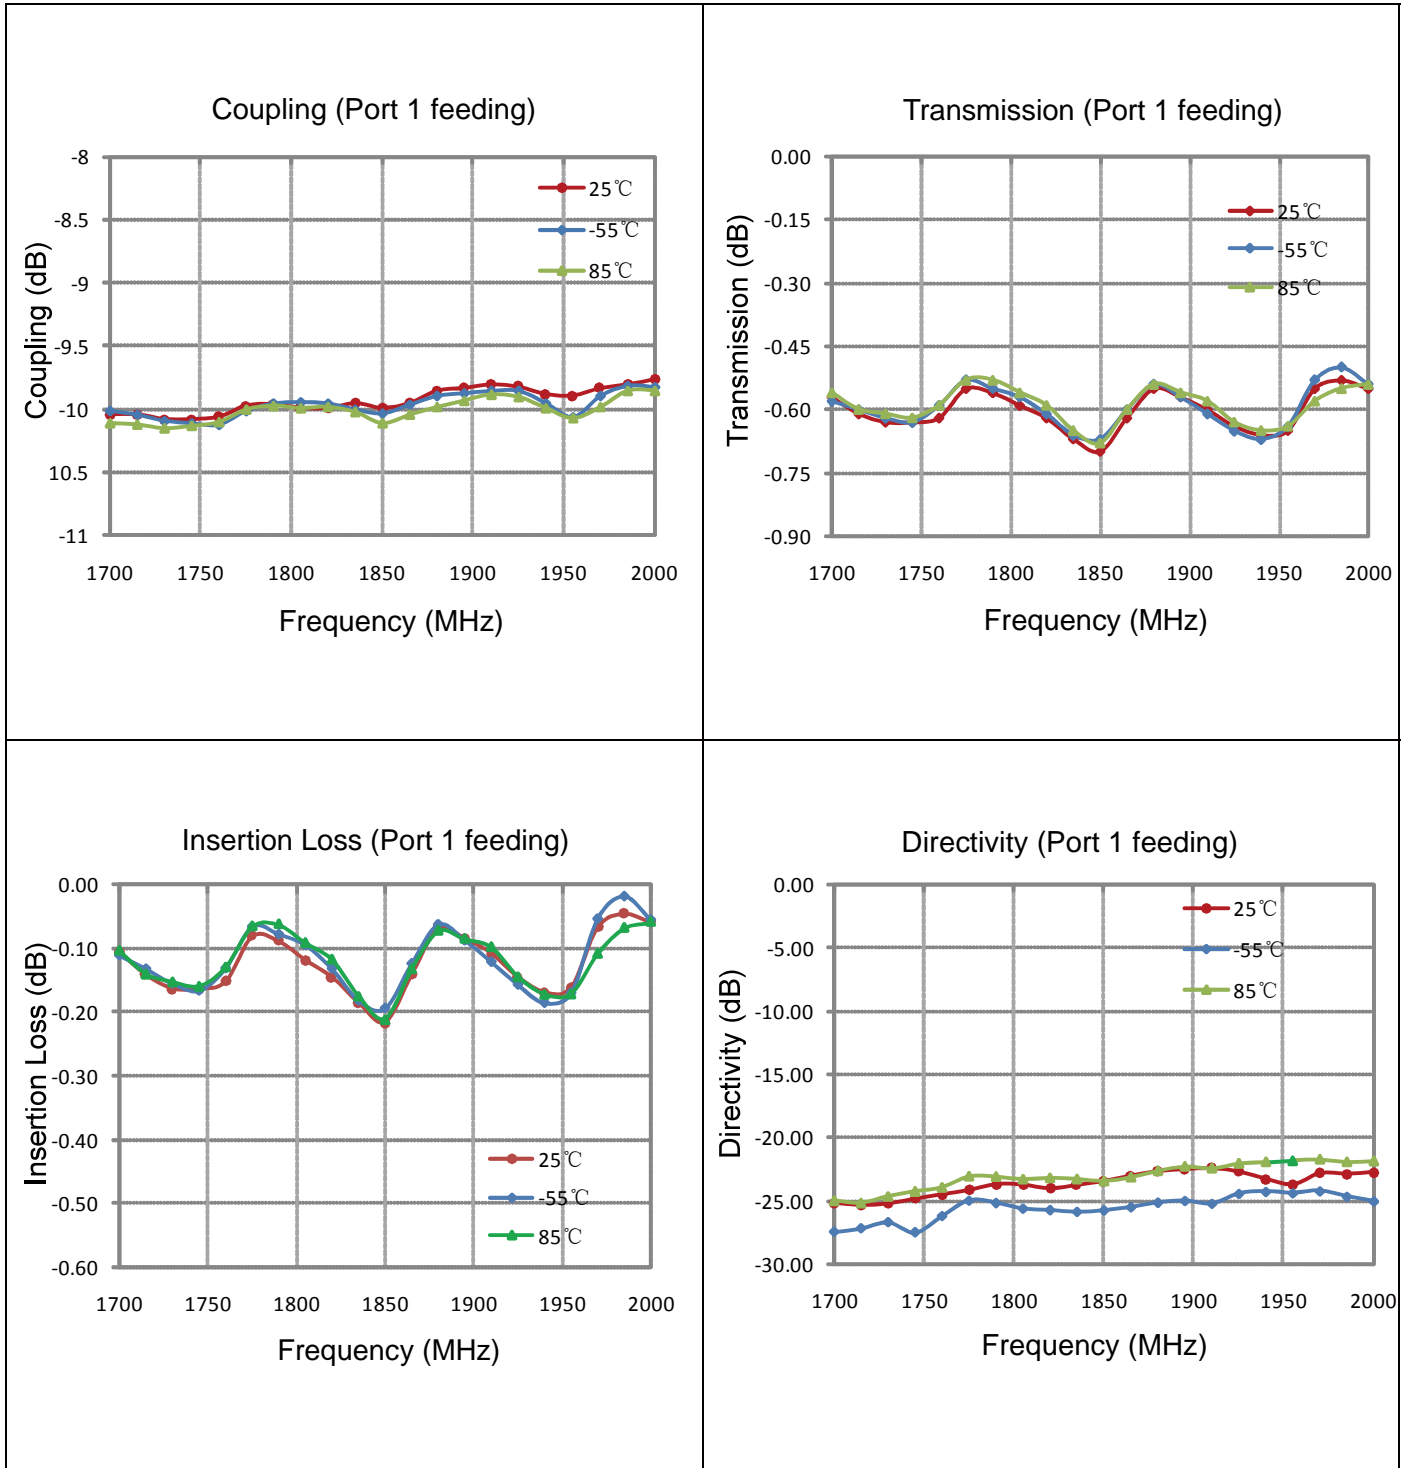 Coupling (Port 1 feeding)
-8
-8.5
-9
-9.5
-10
10.5
-11
Coupling (dB)
25℃
-55℃
85℃
1700 1750 1800 1850 1900 1950 2000
Frequency (MHz)
Transmission (Port 1 feeding)
0.00
-0.15
-0.30
-0.45
-0.60
-0.75
-0.90
Transmission (dB)
25℃
-55℃
85℃
1700 1750 1800 1850 1900 1950 2000
Frequency (MHz)
Insertion Loss (Port 1 feeding)
0.00
-0.10
-0.20
-0.30
-0.40
-0.50
-0.60
Insertion Loss (dB)
25℃
-55℃
85℃
1700 1750 1800 1850 1900 1950 2000
Frequency (MHz)
Directivity (Port 1 feeding)
0.00
-5.00
-10.00
-15.00
-20.00
-25.00
-30.00
Directivity (dB)
25℃
-55℃
85℃
1700 1750 1800 1850 1900 1950 2000
Frequency (MHz)